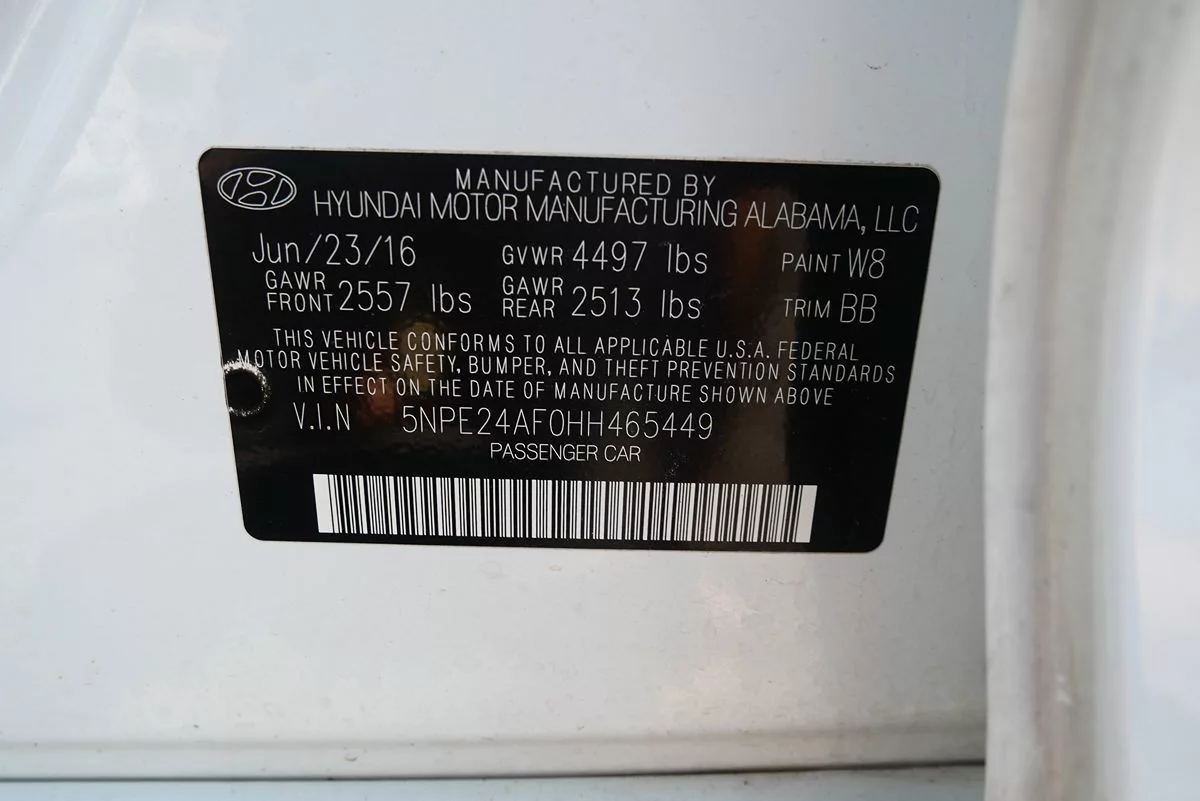 MANUFACTURED BY
HYUNDAI MOTOR MANUFACTURING ALABAMA, LLC
Jun/23/16 GVWR 4497 lbs PAINT W8
GAWR FRONT 2557 lbs GAWR REAR 2513 lbs TRIM BB
THIS VEHICLE CONFORMS TO ALL APPLICABLE U.S.A. FEDERAL
MOTOR VEHICLE SAFETY, BUMPER, AND THEFT PREVENTION STANDARDS
IN EFFECT ON THE DATE OF MANUFACTURE SHOWN ABOVE
V.I.N 5NPE24AF0HH465449
PASSENGER CAR